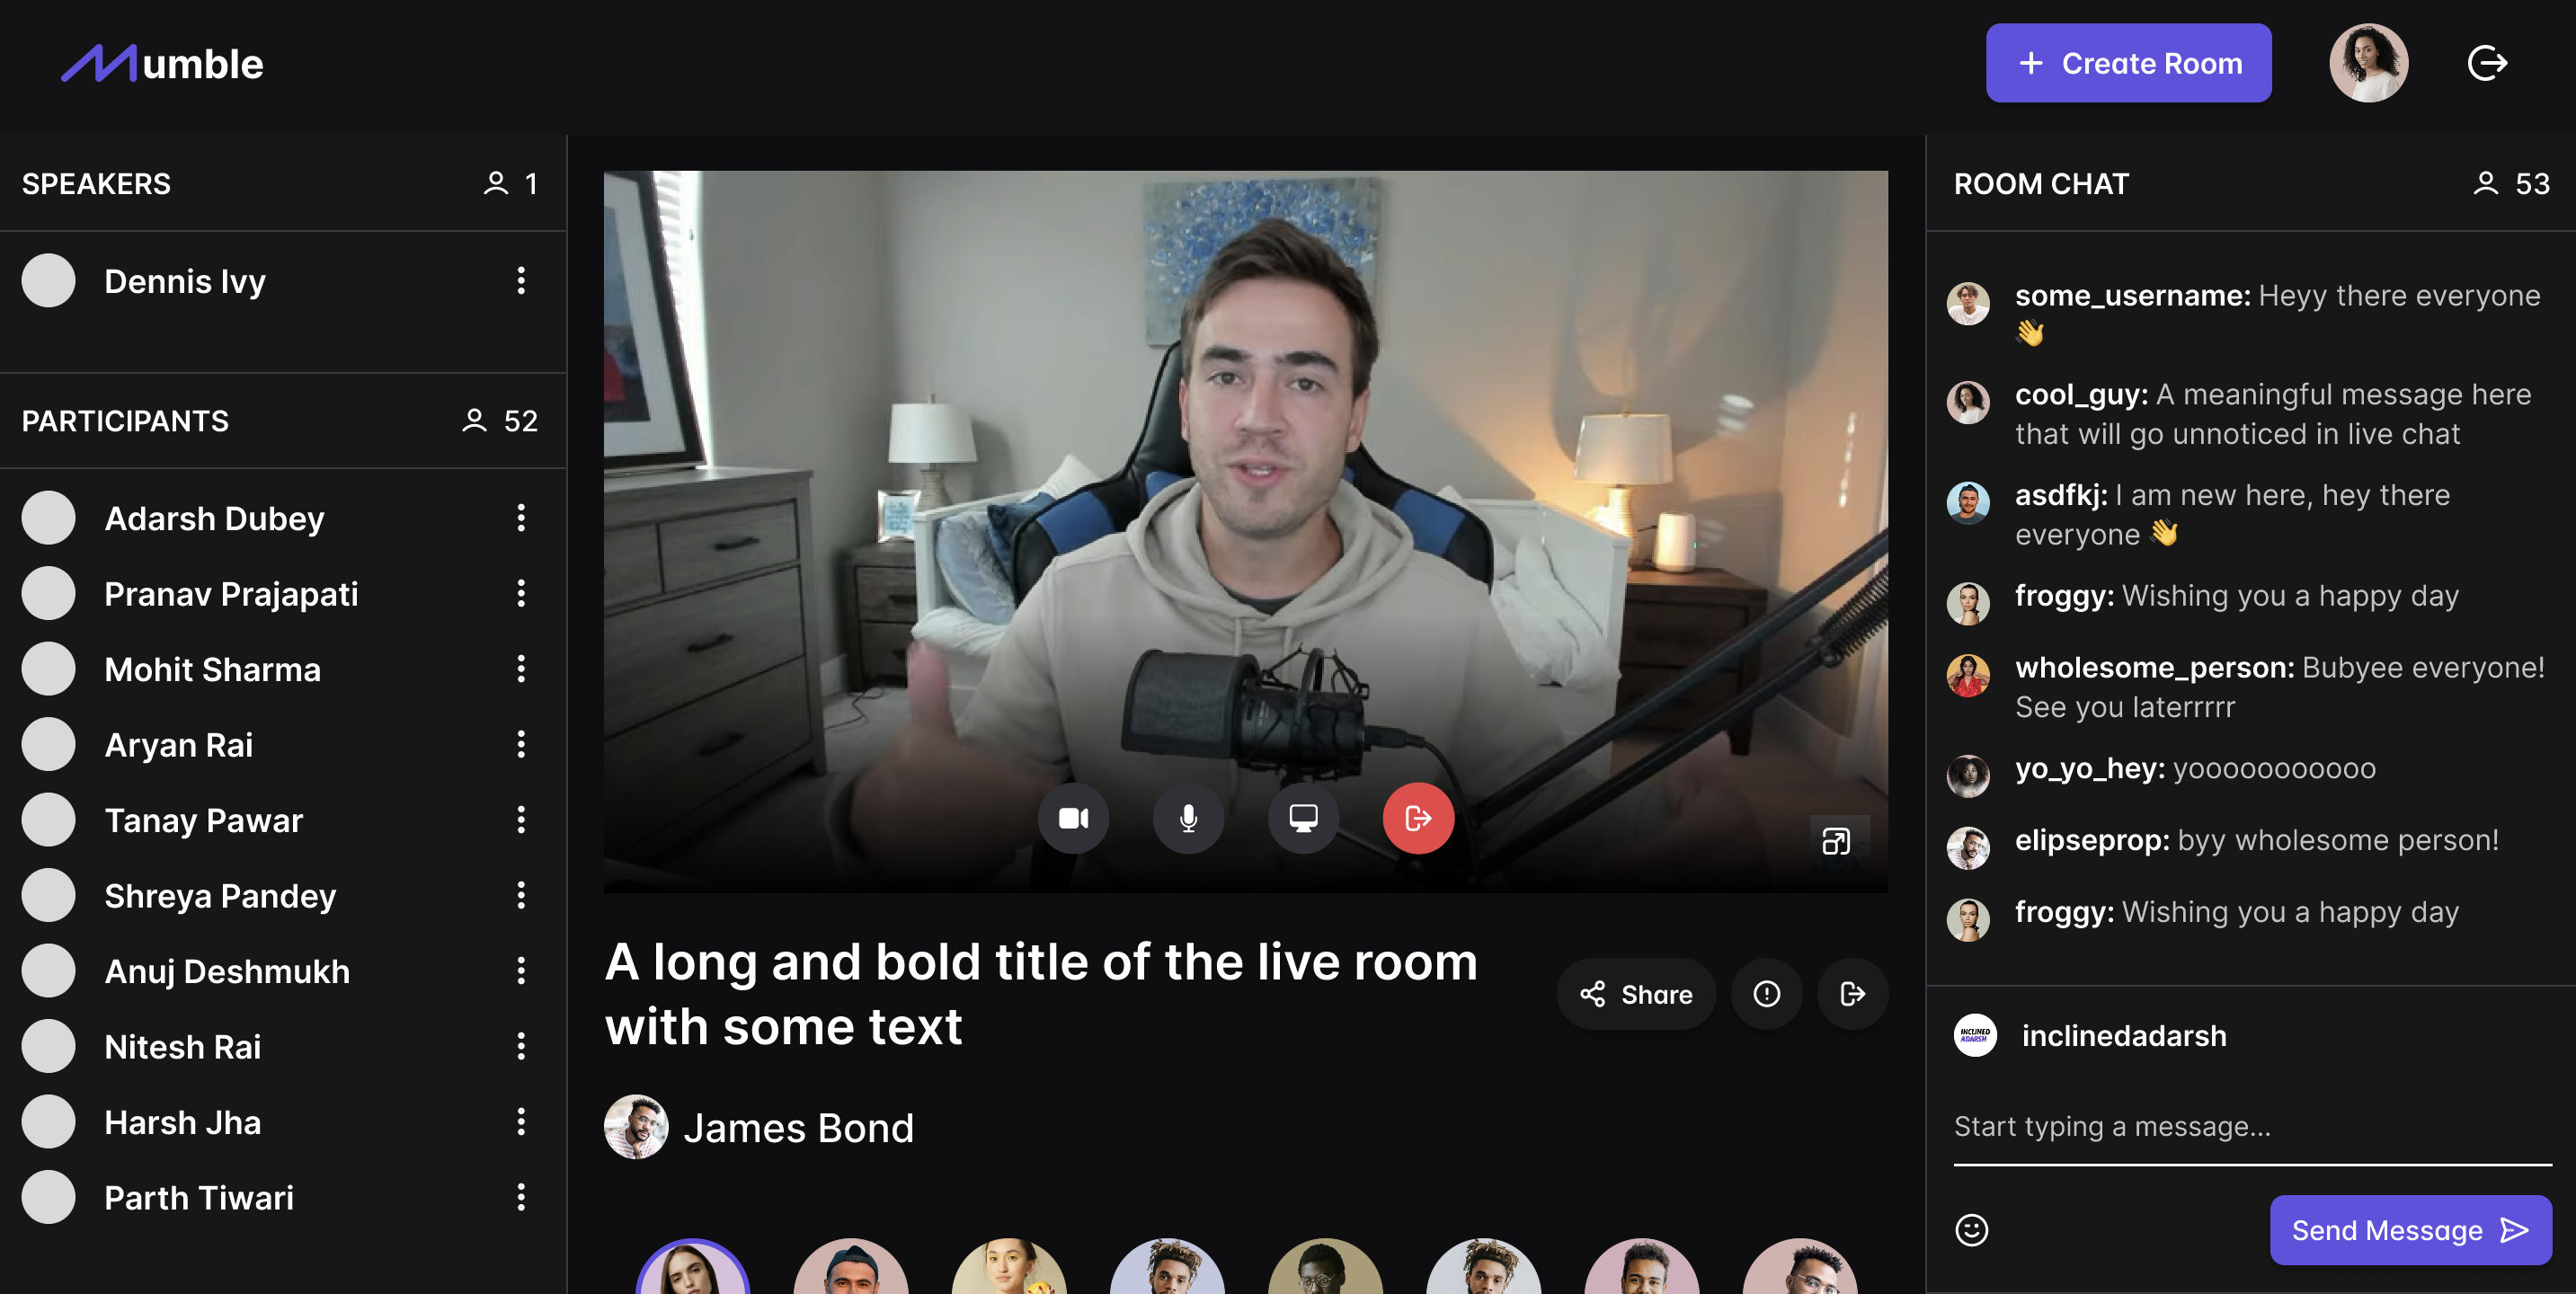 Mumble
+ Create Room
SPEAKERS
1
Dennis Ivy
PARTICIPANTS
52
Adarsh Dubey
Pranav Prajapati
Mohit Sharma
Aryan Rai
Tanay Pawar
Shreya Pandey
Anuj Deshmukh
Nitesh Rai
Harsh Jha
Parth Tiwari
A long and bold title of the live room
with some text
Share
James Bond
ROOM CHAT
53
some_username: Heyy there everyone
👋
cool_guy: A meaningful message here
that will go unnoticed in live chat
asdfkj: I am new here, hey there
everyone 👋
froggy: Wishing you a happy day
wholesome_person: Bubyee everyone!
See you laterrrrr
yo_yo_hey: yooooooooooo
elipseprop: byy wholesome person!
froggy: Wishing you a happy day
INCLINED
ADARSH
inclinedadarsh
Start typing a message...
Send Message